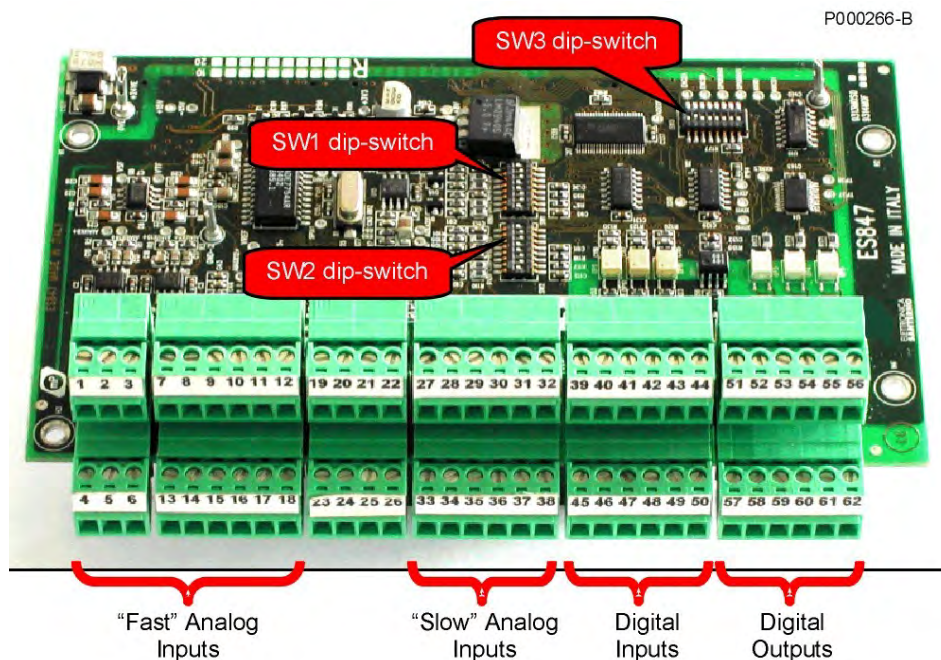 P000266-B
SW3 dip-switch
SW1 dip-switch
SW2 dip-switch
ES847
MADE IN ITALY
1 2 3 7 8 9 10 11 12 19 20 21 22 27 28 29 30 31 32 39 40 41 42 43 44 51 52 53 54 55 56
4 5 6 13 14 15 16 17 18 23 24 25 26 33 34 35 36 37 38 45 46 47 48 49 50 57 58 59 60 61 62
“Fast” Analog
Inputs
“Slow” Analog
Inputs
Digital
Inputs
Digital
Outputs